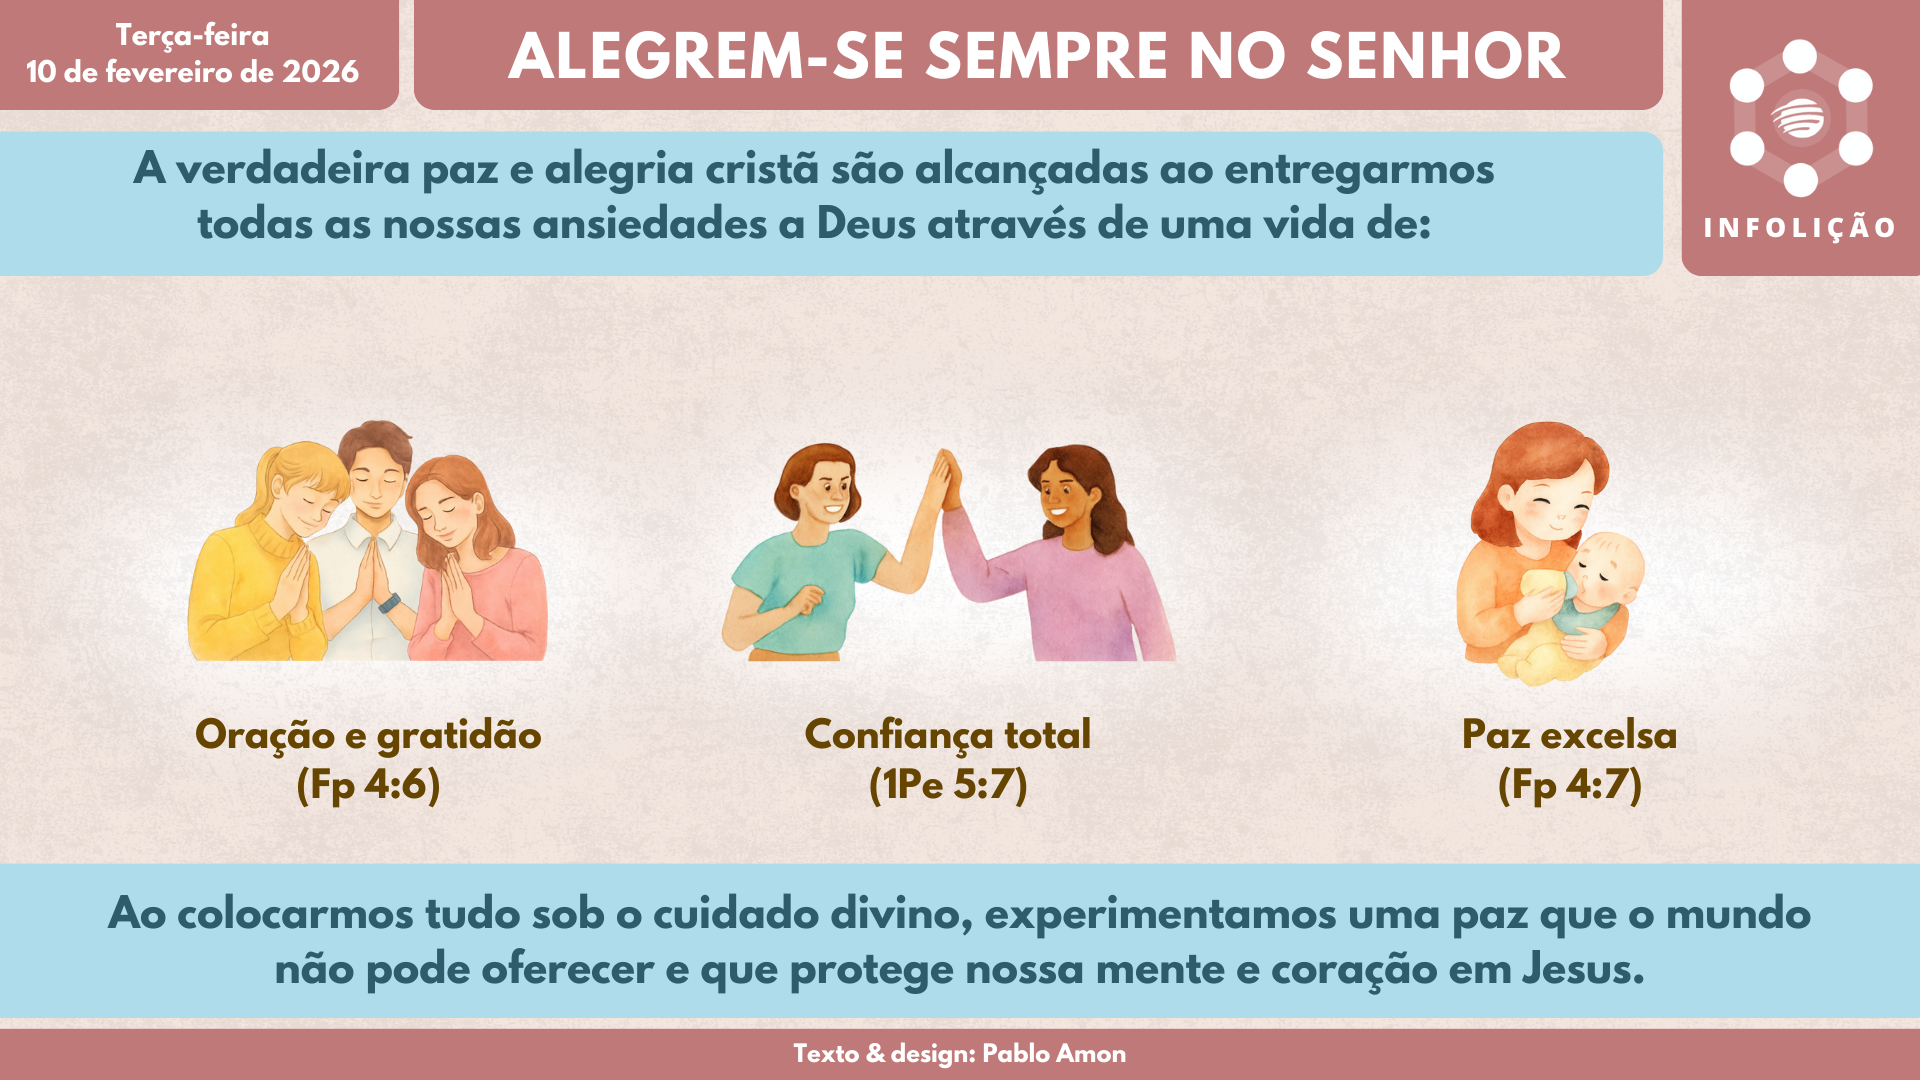 Terça-feira
10 de fevereiro de 2026
ALEGREM-SE SEMPRE NO SENHOR
INFOLIÇÃO
A verdadeira paz e alegria cristã são alcançadas ao entregarmos
todas as nossas ansiedades a Deus através de uma vida de:
Oração e gratidão
(Fp 4:6)
Confiança total
(1Pe 5:7)
Paz excelsa
(Fp 4:7)
Ao colocarmos tudo sob o cuidado divino, experimentamos uma paz que o mundo
não pode oferecer e que protege nossa mente e coração em Jesus.
Texto & design: Pablo Amon